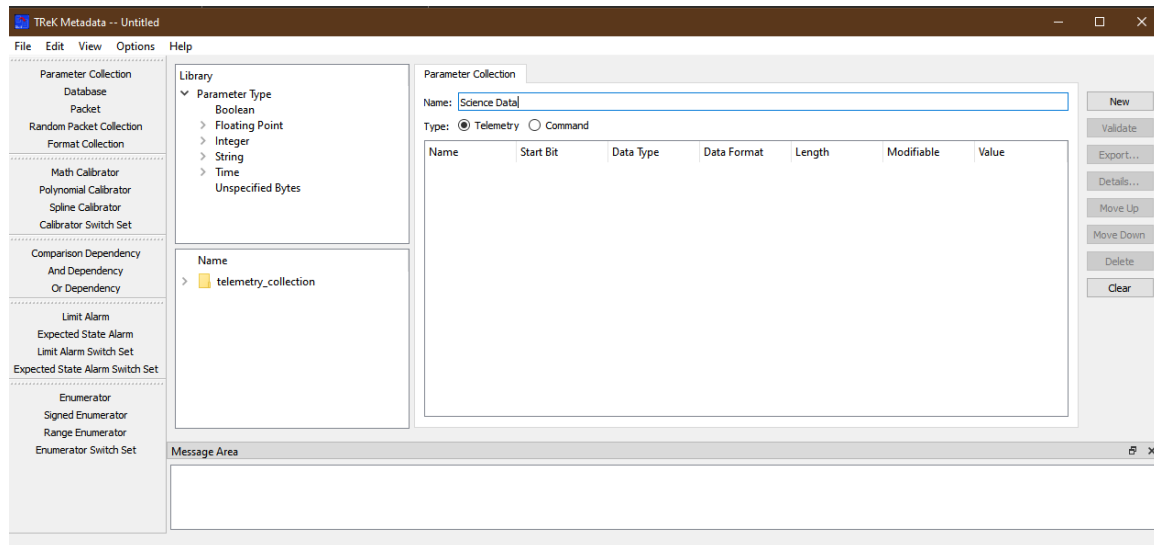 TReK Metadata -- Untitled
File Edit View Options Help
Parameter Collection
Database
Packet
Random Packet Collection
Format Collection
Math Calibrator
Polynomial Calibrator
Spline Calibrator
Calibrator Switch Set
Comparison Dependency
And Dependency
Or Dependency
Limit Alarm
Expected State Alarm
Limit Alarm Switch Set
Expected State Alarm Switch Set
Enumerator
Signed Enumerator
Range Enumerator
Enumerator Switch Set
Library
Parameter Type
Boolean
Floating Point
Integer
String
Time
Unspecified Bytes
Name
telemetry_collection
Parameter Collection
Name: Science Data
Type: Telemetry Command
Name Start Bit Data Type Data Format Length Modifiable Value
New
Validate
Export...
Details...
Move Up
Move Down
Delete
Clear
Message Area